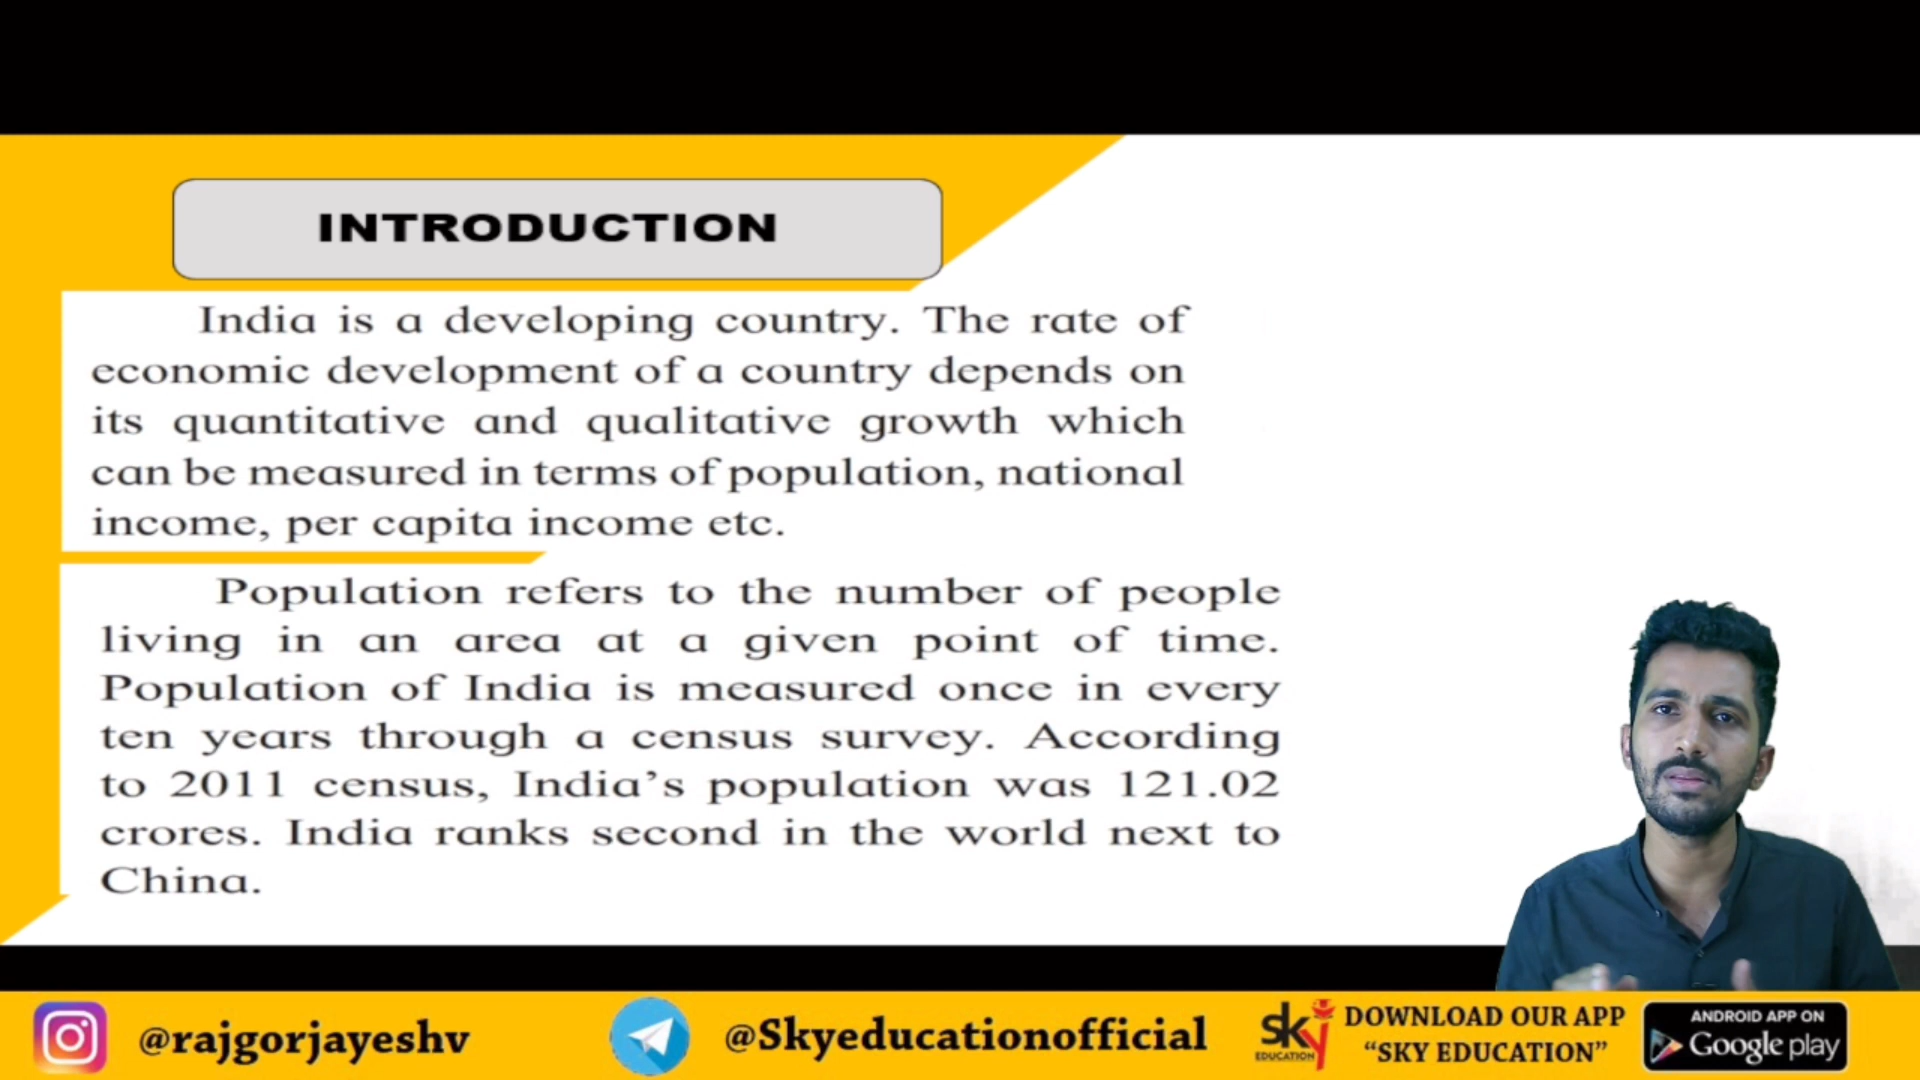 INTRODUCTION
India is a developing country. The rate of
economic development of a country depends on
its quantitative and qualitative growth which
can be measured in terms of population, national
income, per capita income etc.
Population refers to the number of people
living in an area at a given point of time.
Population of India is measured once in every
ten years through a census survey. According
to 2011 census, India's population was 121.02
crores. India ranks second in the world next to
China.
@rajgorjayeshv
@Skyeducationofficial
sky
EDUCATION
DOWNLOAD OUR APP
“SKY EDUCATION”
ANDROID APP ON
Google play